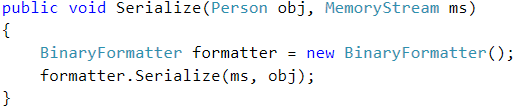 public void Serialize(Person obj, MemoryStream ms)
{
    BinaryFormatter formatter = new BinaryFormatter();
    formatter.Serialize(ms, obj);
}